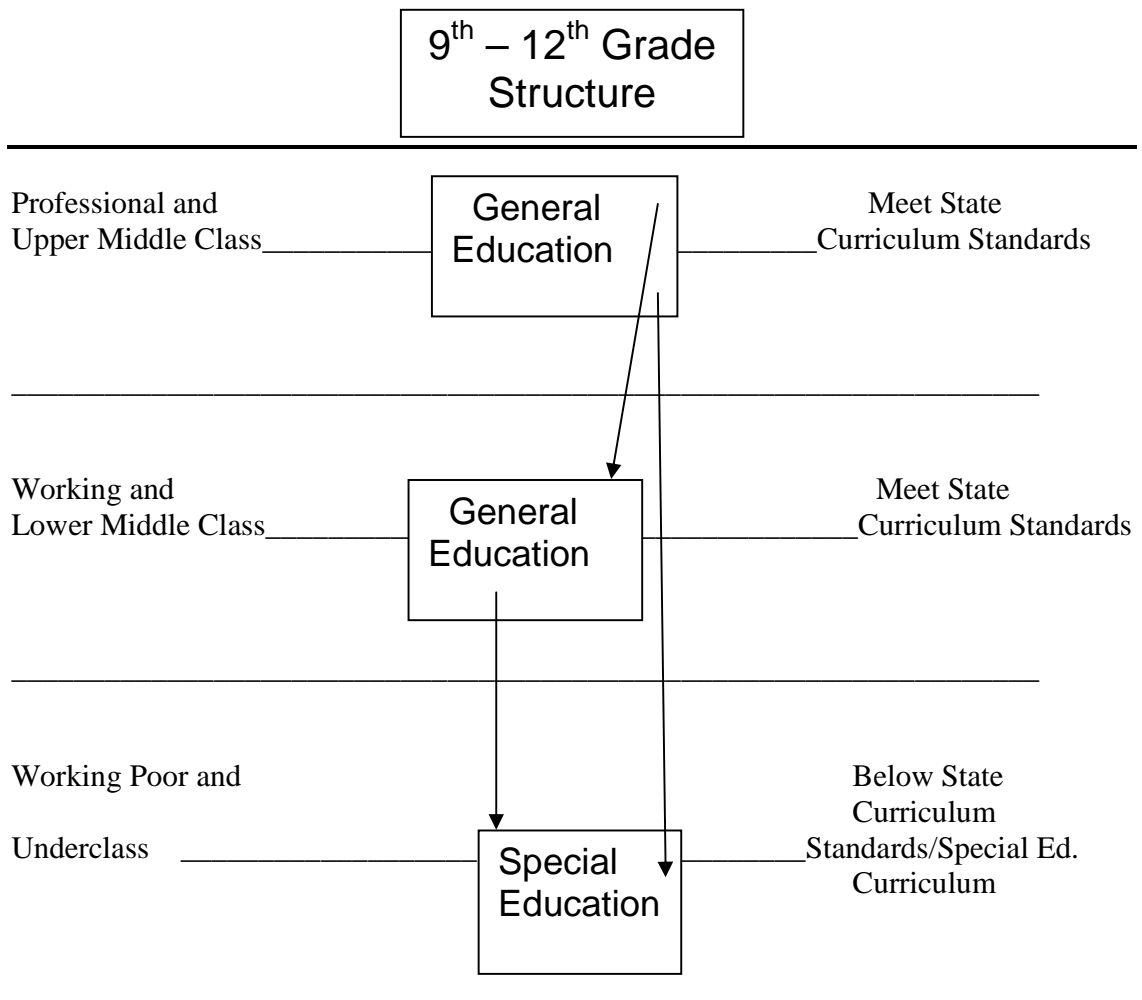 9th – 12th Grade
Structure
Professional and
Upper Middle Class
General
Education
Meet State
Curriculum Standards
Working and
Lower Middle Class
General
Education
Meet State
Curriculum Standards
Working Poor and
Underclass
Special
Education
Below State
Curriculum
Standards/Special Ed.
Curriculum